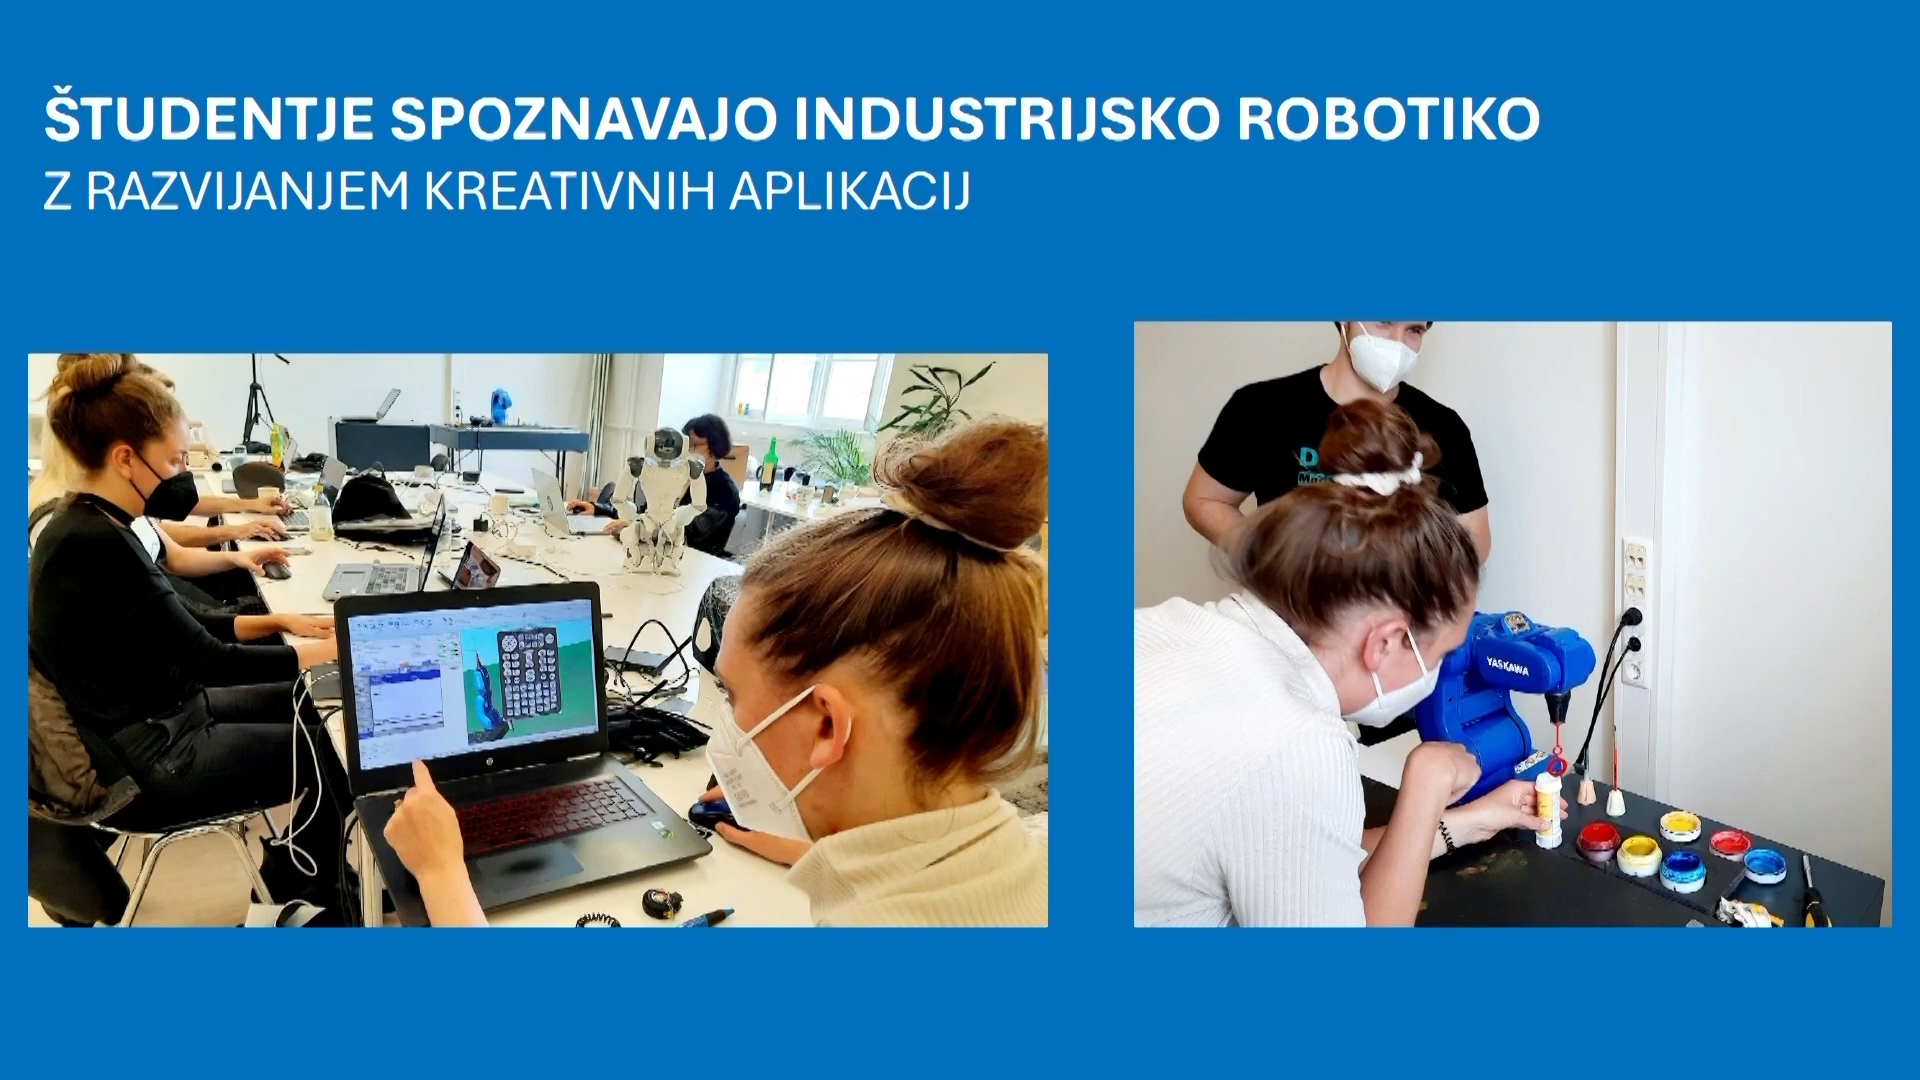 ŠTUDENTJE SPOZNAVAJO INDUSTRIJSKO ROBOTIKO
Z RAZVIJANJEM KREATIVNIH APLIKACIJ
YASKAWA